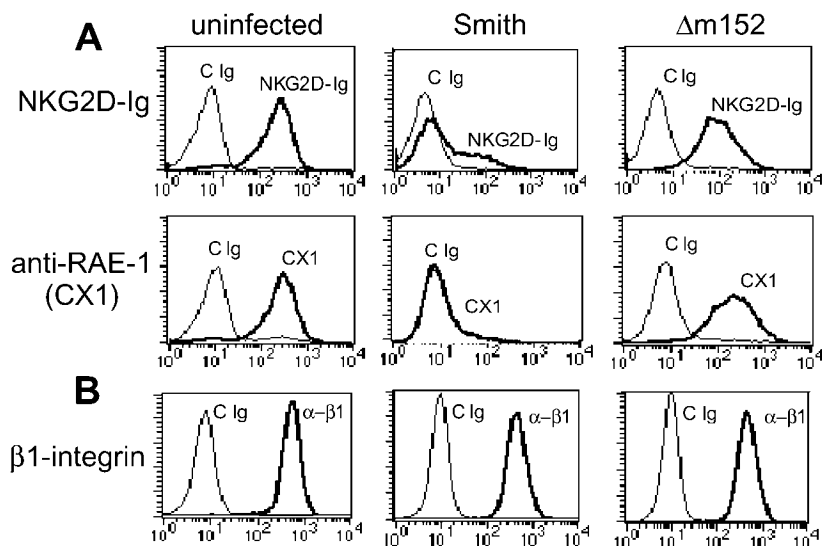 uninfected Smith Δm152
A
NKG2D-Ig
C Ig NKG2D-Ig
C Ig NKG2D-Ig
C Ig NKG2D-Ig
10⁰ 10¹ 10² 10³ 10⁴
10⁰ 10¹ 10² 10³ 10⁴
10⁰ 10¹ 10² 10³ 10⁴
anti-RAE-1
(CX1)
C Ig CX1
C Ig CX1
C Ig CX1
10⁰ 10¹ 10² 10³ 10⁴
10⁰ 10¹ 10² 10³ 10⁴
10⁰ 10¹ 10² 10³ 10⁴
B
β1-integrin
C Ig α–β1
C Ig α–β1
C Ig α–β1
10⁰ 10¹ 10² 10³ 10⁴
10⁰ 10¹ 10² 10³ 10⁴
10⁰ 10¹ 10² 10³ 10⁴